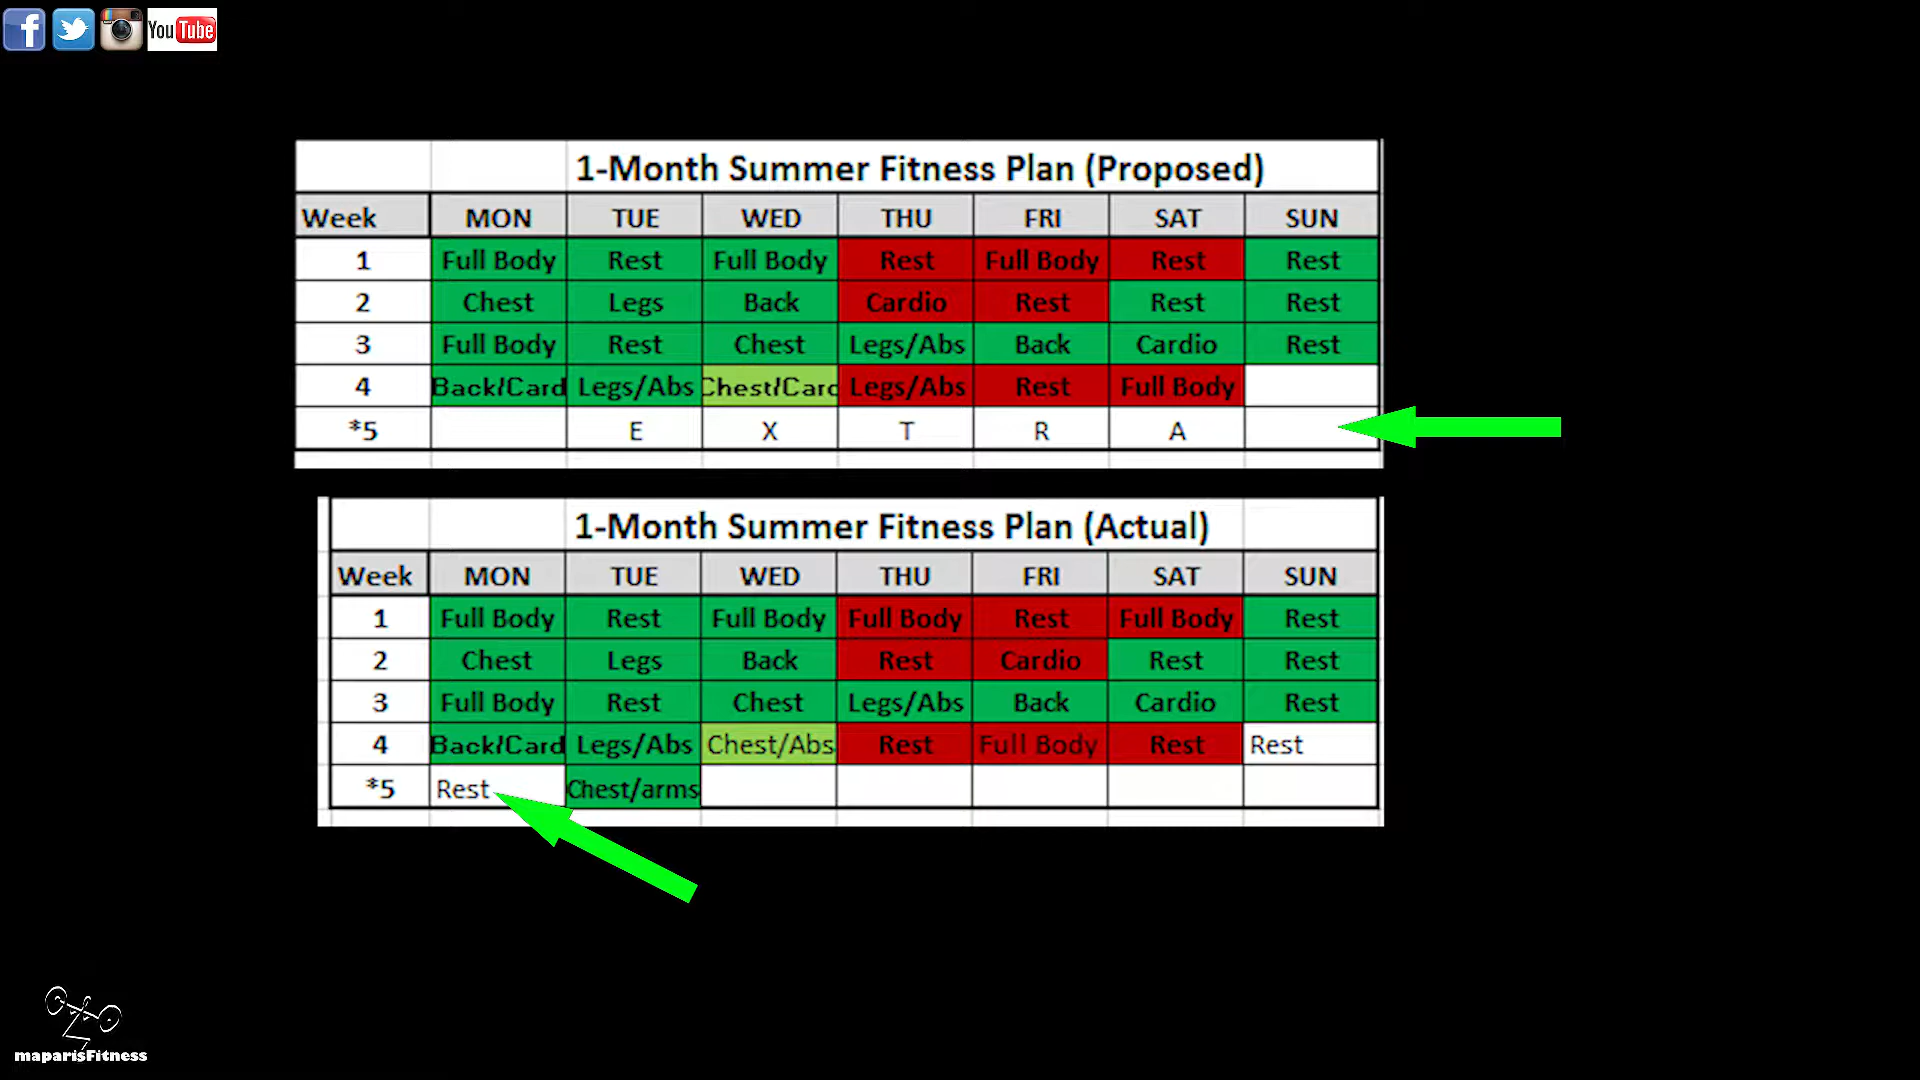 f
You Tube
1-Month Summer Fitness Plan (Proposed)
Week MON TUE WED THU FRI SAT SUN
1 Full Body Rest Full Body Rest Full Body Rest Rest
2 Chest Legs Back Cardio Rest Rest Rest
3 Full Body Rest Chest Legs/Abs Back Cardio Rest
4 Back/Card Legs/Abs Chest/Card Legs/Abs Rest Full Body
*5 E X T R A
1-Month Summer Fitness Plan (Actual)
Week MON TUE WED THU FRI SAT SUN
1 Full Body Rest Full Body Full Body Rest Full Body Rest
2 Chest Legs Back Rest Cardio Rest Rest
3 Full Body Rest Chest Legs/Abs Back Cardio Rest
4 Back/Card Legs/Abs Chest/Abs Rest Full Body Rest Rest
*5 Rest Chest/arms
maparisFitness